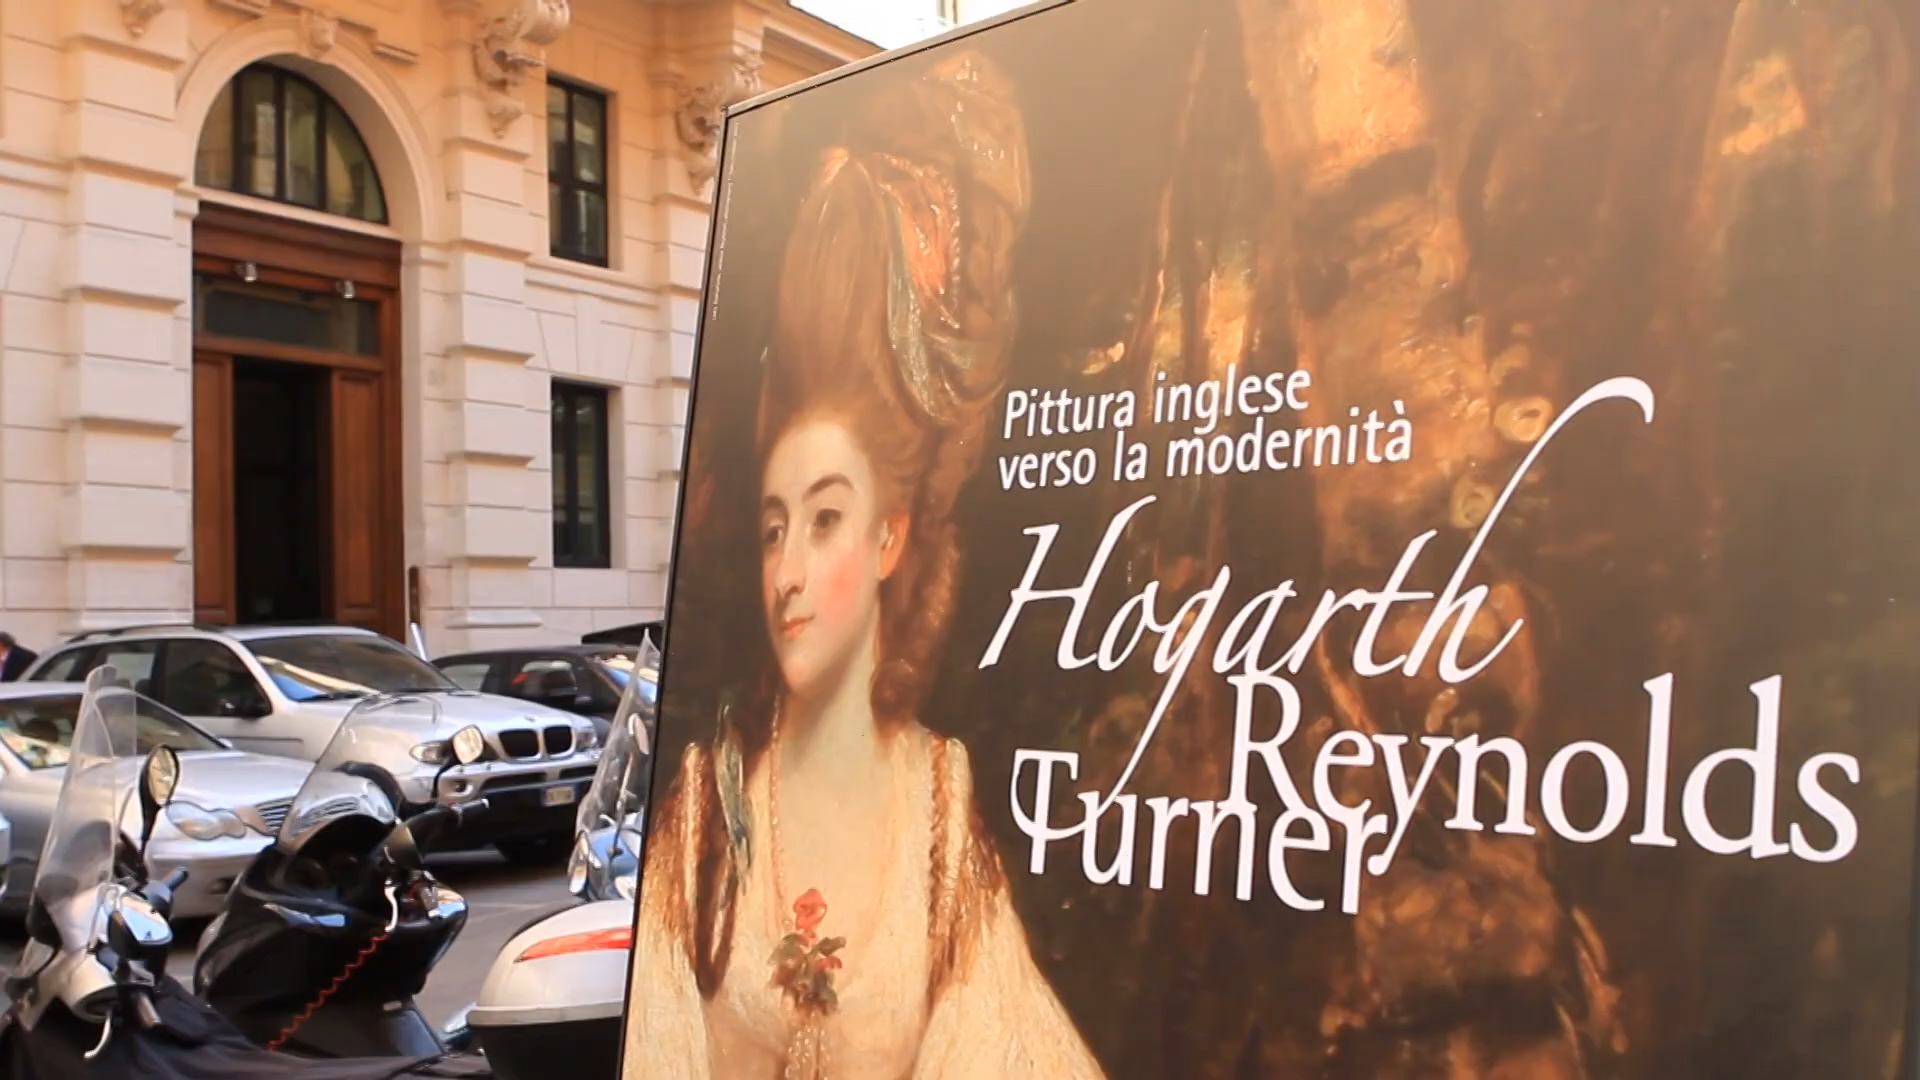 Pittura inglese
verso la modernità
Hogarth
Reynolds
Turner